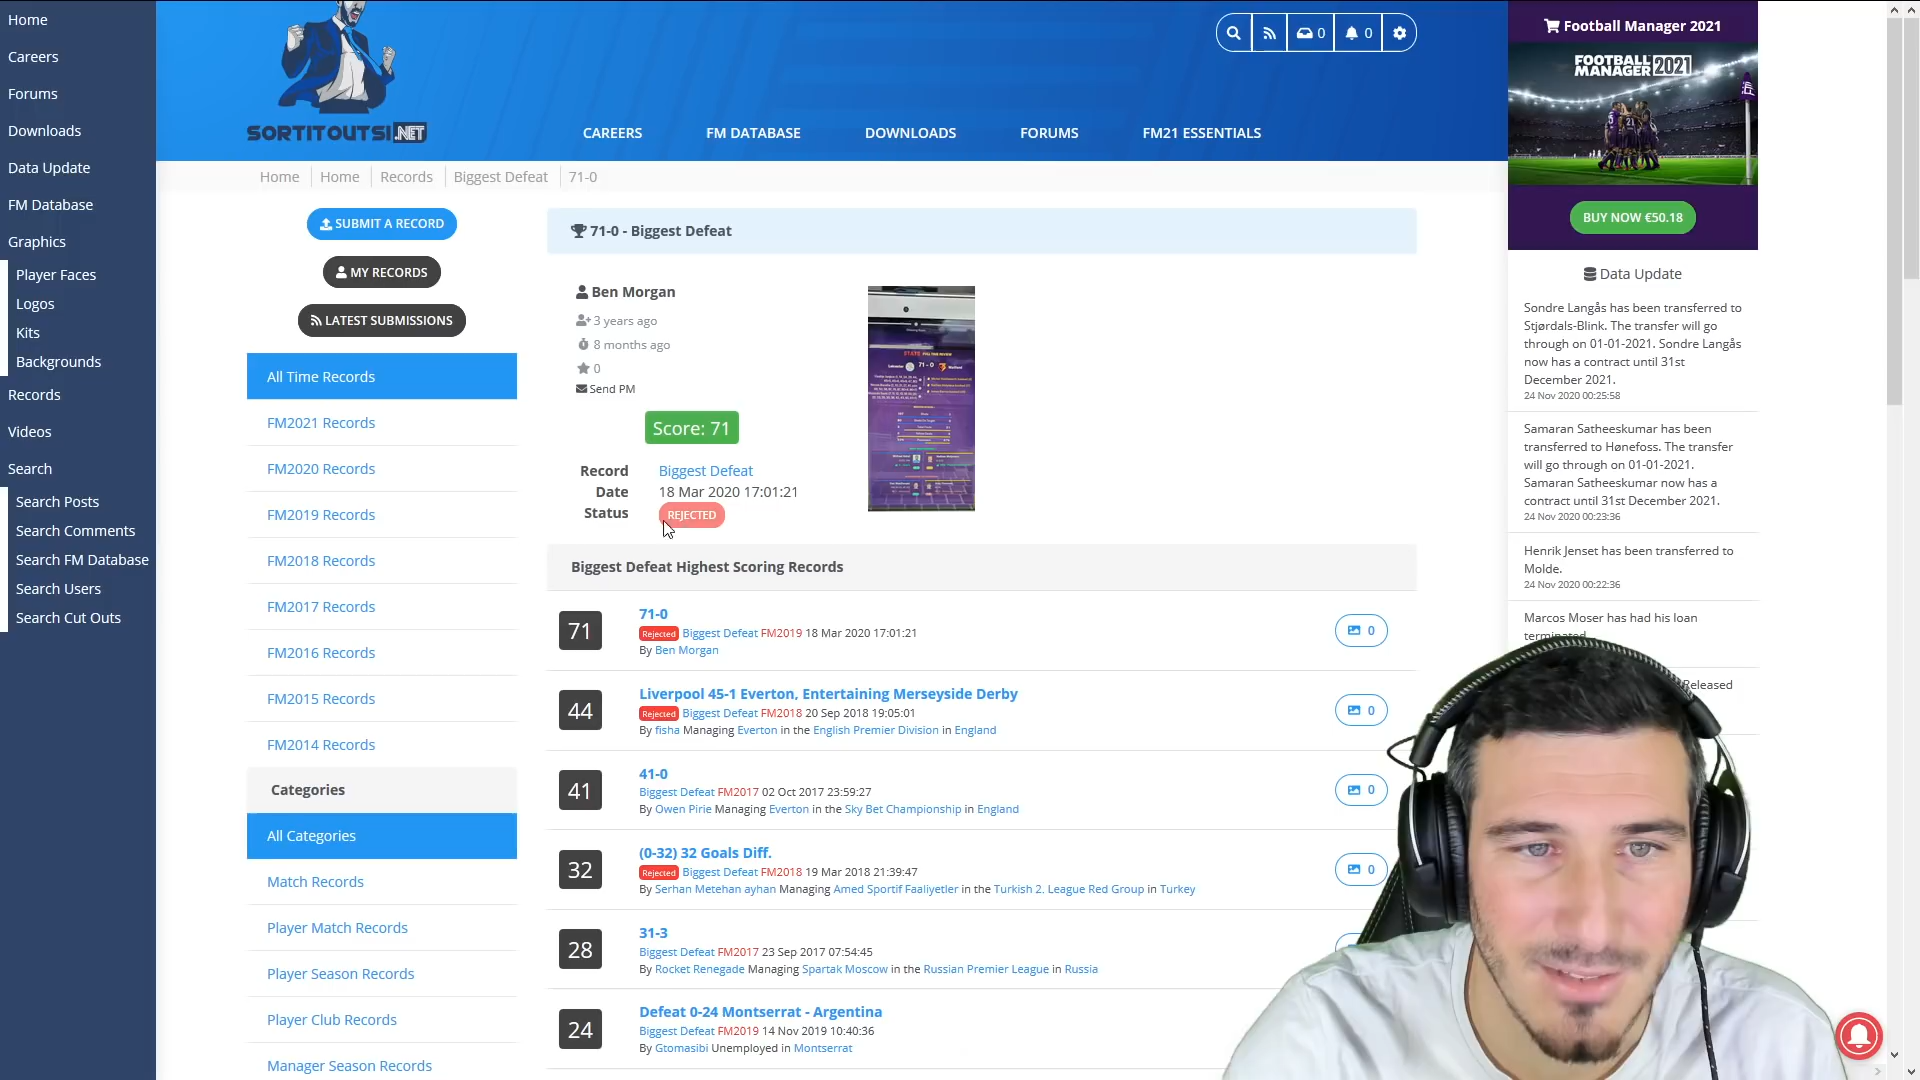 Home
Careers
Forums
Downloads
Data Update
FM Database
Graphics
Player Faces
Logos
Kits
Backgrounds
Records
Videos
Search
Search Posts
Search Comments
Search FM Database
Search Users
Search Cut Outs
SORTITOUTSI.NET
0
0
CAREERS
FM DATABASE
DOWNLOADS
FORUMS
FM21 ESSENTIALS
Home
Home
Records
Biggest Defeat
71-0
SUBMIT A RECORD
MY RECORDS
LATEST SUBMISSIONS
All Time Records
FM2021 Records
FM2020 Records
FM2019 Records
FM2018 Records
FM2017 Records
FM2016 Records
FM2015 Records
FM2014 Records
Categories
All Categories
Match Records
Player Match Records
Player Season Records
Player Club Records
Manager Season Records
71-0 - Biggest Defeat
Ben Morgan
3 years ago
8 months ago
0
Send PM
Score: 71
Record Biggest Defeat
Date 18 Mar 2020 17:01:21
Status REJECTED
71 - 0
Biggest Defeat Highest Scoring Records
71
71-0
Rejected Biggest Defeat FM2019 18 Mar 2020 17:01:21
By Ben Morgan
0
44
Liverpool 45-1 Everton, Entertaining Merseyside Derby
Rejected Biggest Defeat FM2018 20 Sep 2018 19:05:01
By fisha Managing Everton in the English Premier Division in England
0
41
41-0
Biggest Defeat FM2017 02 Oct 2017 23:59:27
By Owen Pirie Managing Everton in the Sky Bet Championship in England
0
32
(0-32) 32 Goals Diff.
Rejected Biggest Defeat FM2018 19 Mar 2018 21:39:47
By Serhan Metehan ayhan Managing Amed Sportif Faaliyetler in the Turkish 2. League Red Group in Turkey
0
28
31-3
Biggest Defeat FM2017 23 Sep 2017 07:54:45
By Rocket Renegade Managing Spartak Moscow in the Russian Premier League in Russia
24
Defeat 0-24 Montserrat - Argentina
Biggest Defeat FM2019 14 Nov 2019 10:40:36
By Gtomasibi Unemployed in Montserrat
Football Manager 2021
FOOTBALL MANAGER 2021
BUY NOW €50.18
Data Update
Sondre Langås has been transferred to
Stjørdals-Blink. The transfer will go
through on 01-01-2021. Sondre Langås
now has a contract until 31st
December 2021.
24 Nov 2020 00:25:58
Samaran Satheeskumar has been
transferred to Hønefoss. The transfer
will go through on 01-01-2021.
Samaran Satheeskumar now has a
contract until 31st December 2021.
24 Nov 2020 00:23:36
Henrik Jenset has been transferred to
Molde.
24 Nov 2020 00:22:36
Marcos Moser has had his loan
terminated
Released